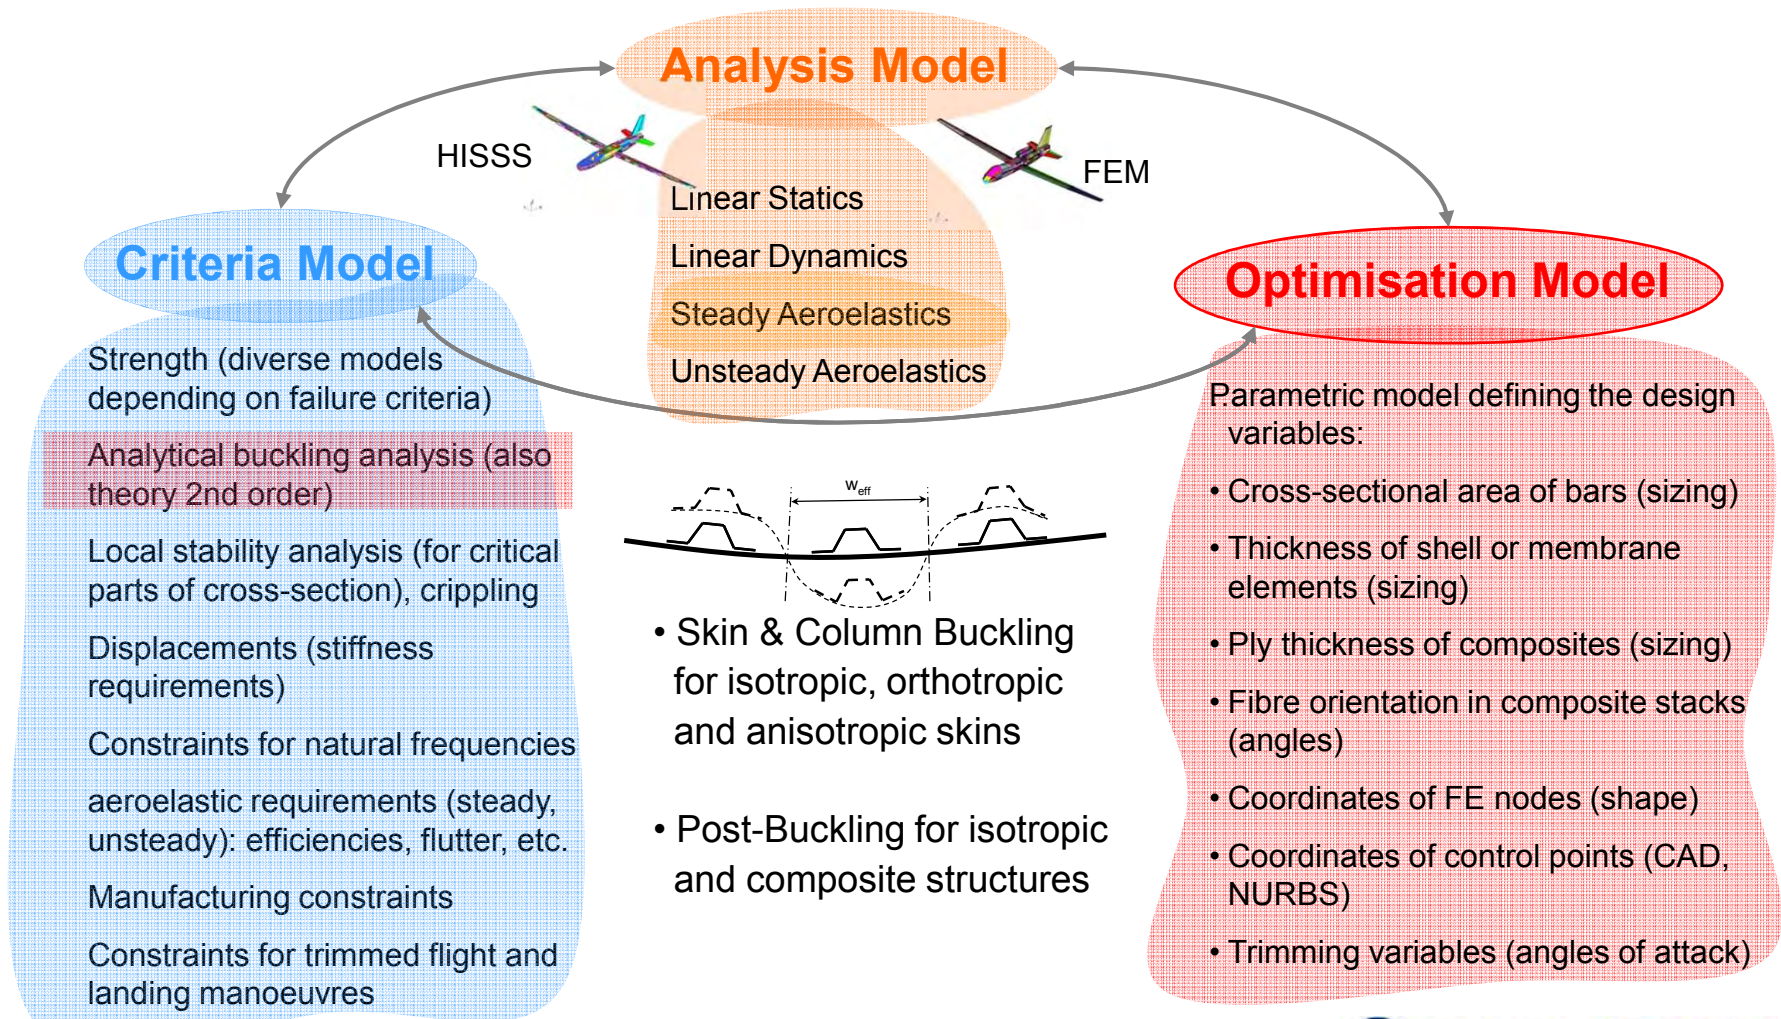 Analysis Model
HISSS
FEM
Linear Statics
Linear Dynamics
Steady Aeroelastics
Unsteady Aeroelastics
Criteria Model
Strength (diverse models
depending on failure criteria)
Analytical buckling analysis (also
theory 2nd order)
Local stability analysis (for critical
parts of cross-section), crippling
Displacements (stiffness
requirements)
Constraints for natural frequencies
aeroelastic requirements (steady,
unsteady): efficiencies, flutter, etc.
Manufacturing constraints
Constraints for trimmed flight and
landing manoeuvres
weff
• Skin & Column Buckling
for isotropic, orthotropic
and anisotropic skins
• Post-Buckling for isotropic
and composite structures
Optimisation Model
Parametric model defining the design
variables:
• Cross-sectional area of bars (sizing)
• Thickness of shell or membrane
elements (sizing)
• Ply thickness of composites (sizing)
• Fibre orientation in composite stacks
(angles)
• Coordinates of FE nodes (shape)
• Coordinates of control points (CAD,
NURBS)
• Trimming variables (angles of attack)